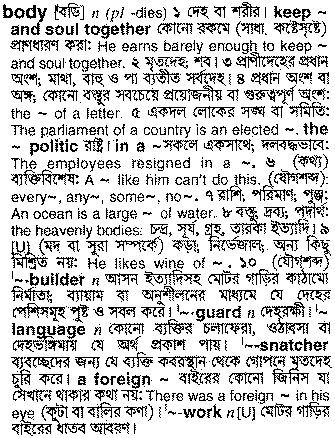 body [বডি] n (pl -dies) ১ দেহ বা শরীর। keep ~
and soul together কোনো রকমে (সাধা, কষ্টেসৃষ্টে)
প্রাণধারণ করা: He earns barely enough to keep ~
and soul together. ২ মৃতদেহ; শব। ৩ প্রাণীদেহের প্রধান
অংশ; মাথা, বাহু ও পা ব্যতীত সর্বদেহ। ৪ প্রধান অংশ বা
অঙ্গ, কোনো বস্তুর সবচেয়ে প্রয়োজনীয় বা গুরুত্বপূর্ণ অংশ:
the ~ of a letter. ৫ একদল লোকের সঙ্ঘ বা সমিতি:
The parliament of a country is an elected ~. the
~ politic রাষ্ট্র। in a ~ সকলে একসাথে; দলবদ্ধভাবে:
The employees resigned in a ~. ৬ (কথ্য)
ব্যক্তিবিশেষ: A ~ like him can't do this. (যৌগশব্দ):
every~, any~, some~, no~. ৭ রাশি; পরিমাণ; পুঞ্জ:
An ocean is a large ~ of water. ৮ বস্তু; দ্রব্য; পদার্থ:
the heavenly bodies: চন্দ্র, সূর্য, গ্রহ, তারকা ইত্যাদি। ৯
[U] (মদ বা সুরা সম্পর্কে) কড়া; নির্ভেজাল; অন্য কিছু
মিশ্রিত নয়: He likes wine of ~. ১০ (যৌগশব্দ)
'~-builder n আসন ইত্যাদিসহ মোটর গাড়ির কাঠামো
নির্মাতা; ব্যায়াম বা অনুশীলনের মাধ্যমে যে দেহের
পেশিসমূহ পুষ্ট ও সবল করে। '~-guard n দেহরক্ষী। '~
language n কোনো ব্যক্তির চলাফেরা, ওঠাবসা বা
দেহভঙ্গিমায় যে অর্থ প্রকাশ পায়। '~-snatcher
ব্যবচ্ছেদের জন্য যে ব্যক্তি কবরস্থান থেকে গোপনে মৃতদেহ
চুরি করে। a foreign ~ বাইরের কোনো জিনিস যা
সেখানে থাকার কথা নয়: There was a foreign ~ in his
eye (কুটা বা বালির কণা)। '~-work n [U] মোটর গাড়ির
বাইরের ধাতব আবরণ।